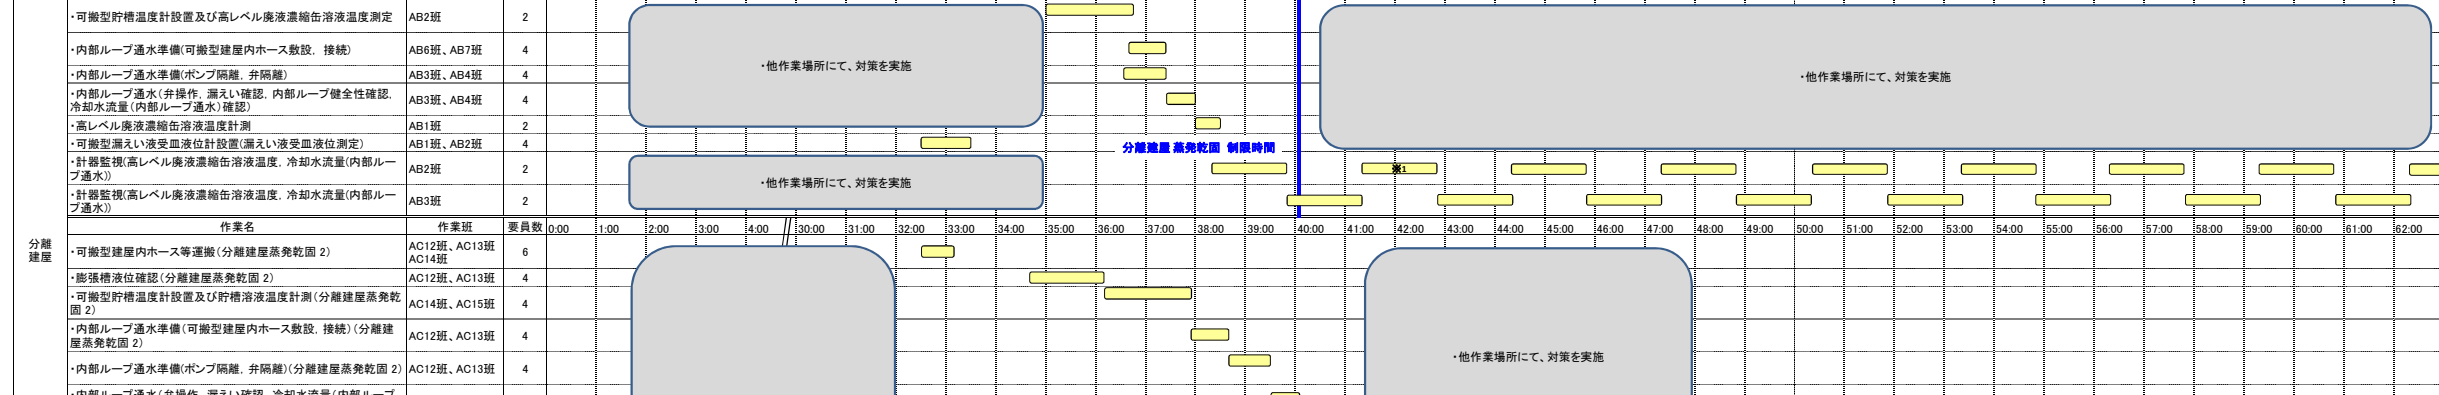 ・可搬型貯槽温度計設置及び高レベル廃液濃縮缶溶液温度測定 AB2班 2
・内部ループ通水準備(可搬型建屋内ホース敷設，接続) AB6班、AB7班 4
・他作業場所にて、対策を実施
・他作業場所にて、対策を実施
・内部ループ通水準備(ポンプ隔離，弁隔離) AB3班、AB4班 4
・内部ループ通水(弁操作，漏えい確認，内部ループ健全性確認，
冷却水流量(内部ループ通水)確認) AB3班、AB4班 4
・高レベル廃液濃縮缶溶液温度計測 AB1班 2
・可搬型漏えい液受皿液位計設置(漏えい液受皿液位測定) AB1班、AB2班 4
分離建屋 蒸発乾固 制限時間
・計器監視(高レベル廃液濃縮缶溶液温度，冷却水流量(内部ルー
プ通水)) AB2班 2
※1
・他作業場所にて、対策を実施
・計器監視(高レベル廃液濃縮缶溶液温度，冷却水流量(内部ルー
プ通水)) AB3班 2
作業名 作業班 要員数 0:00 1:00 2:00 3:00 4:00 30:00 31:00 32:00 33:00 34:00 35:00 36:00 37:00 38:00 39:00 40:00 41:00 42:00 43:00 44:00 45:00 46:00 47:00 48:00 49:00 50:00 51:00 52:00 53:00 54:00 55:00 56:00 57:00 58:00 59:00 60:00 61:00 62:00
分離
建屋
・可搬型建屋内ホース等運搬(分離建屋蒸発乾固 2) AC12班、AC13班
AC14班 6
・膨張槽液位確認(分離建屋蒸発乾固 2) AC12班、AC13班 4
・可搬型貯槽温度計設置及び貯槽溶液温度計測(分離建屋蒸発乾
固 2) AC14班、AC15班 4
・内部ループ通水準備(可搬型建屋内ホース敷設，接続)(分離建
屋蒸発乾固 2) AC12班、AC13班 4
・他作業場所にて、対策を実施
・内部ループ通水準備(ポンプ隔離，弁隔離)(分離建屋蒸発乾固 2) AC12班、AC13班 4